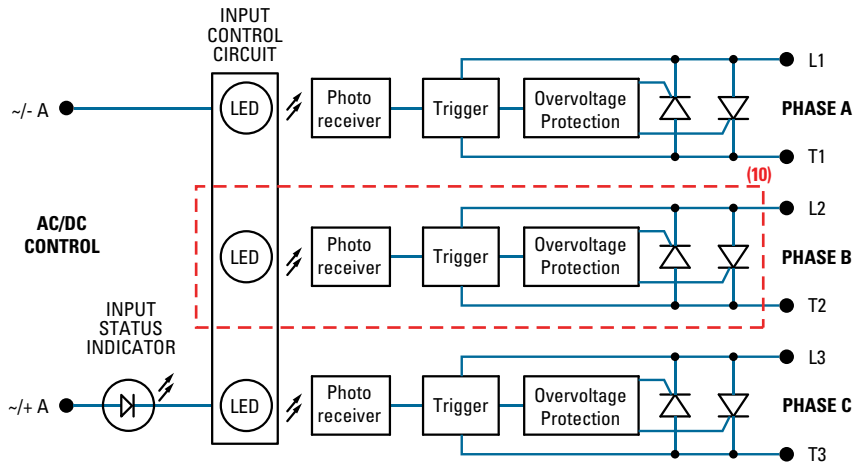 INPUT
CONTROL
CIRCUIT
~/- A
LED
Photo
receiver
Trigger
Overvoltage
Protection
L1
PHASE A
T1
(10)
AC/DC
CONTROL
LED
Photo
receiver
Trigger
Overvoltage
Protection
L2
PHASE B
T2
INPUT
STATUS
INDICATOR
~/+ A
LED
Photo
receiver
Trigger
Overvoltage
Protection
L3
PHASE C
T3